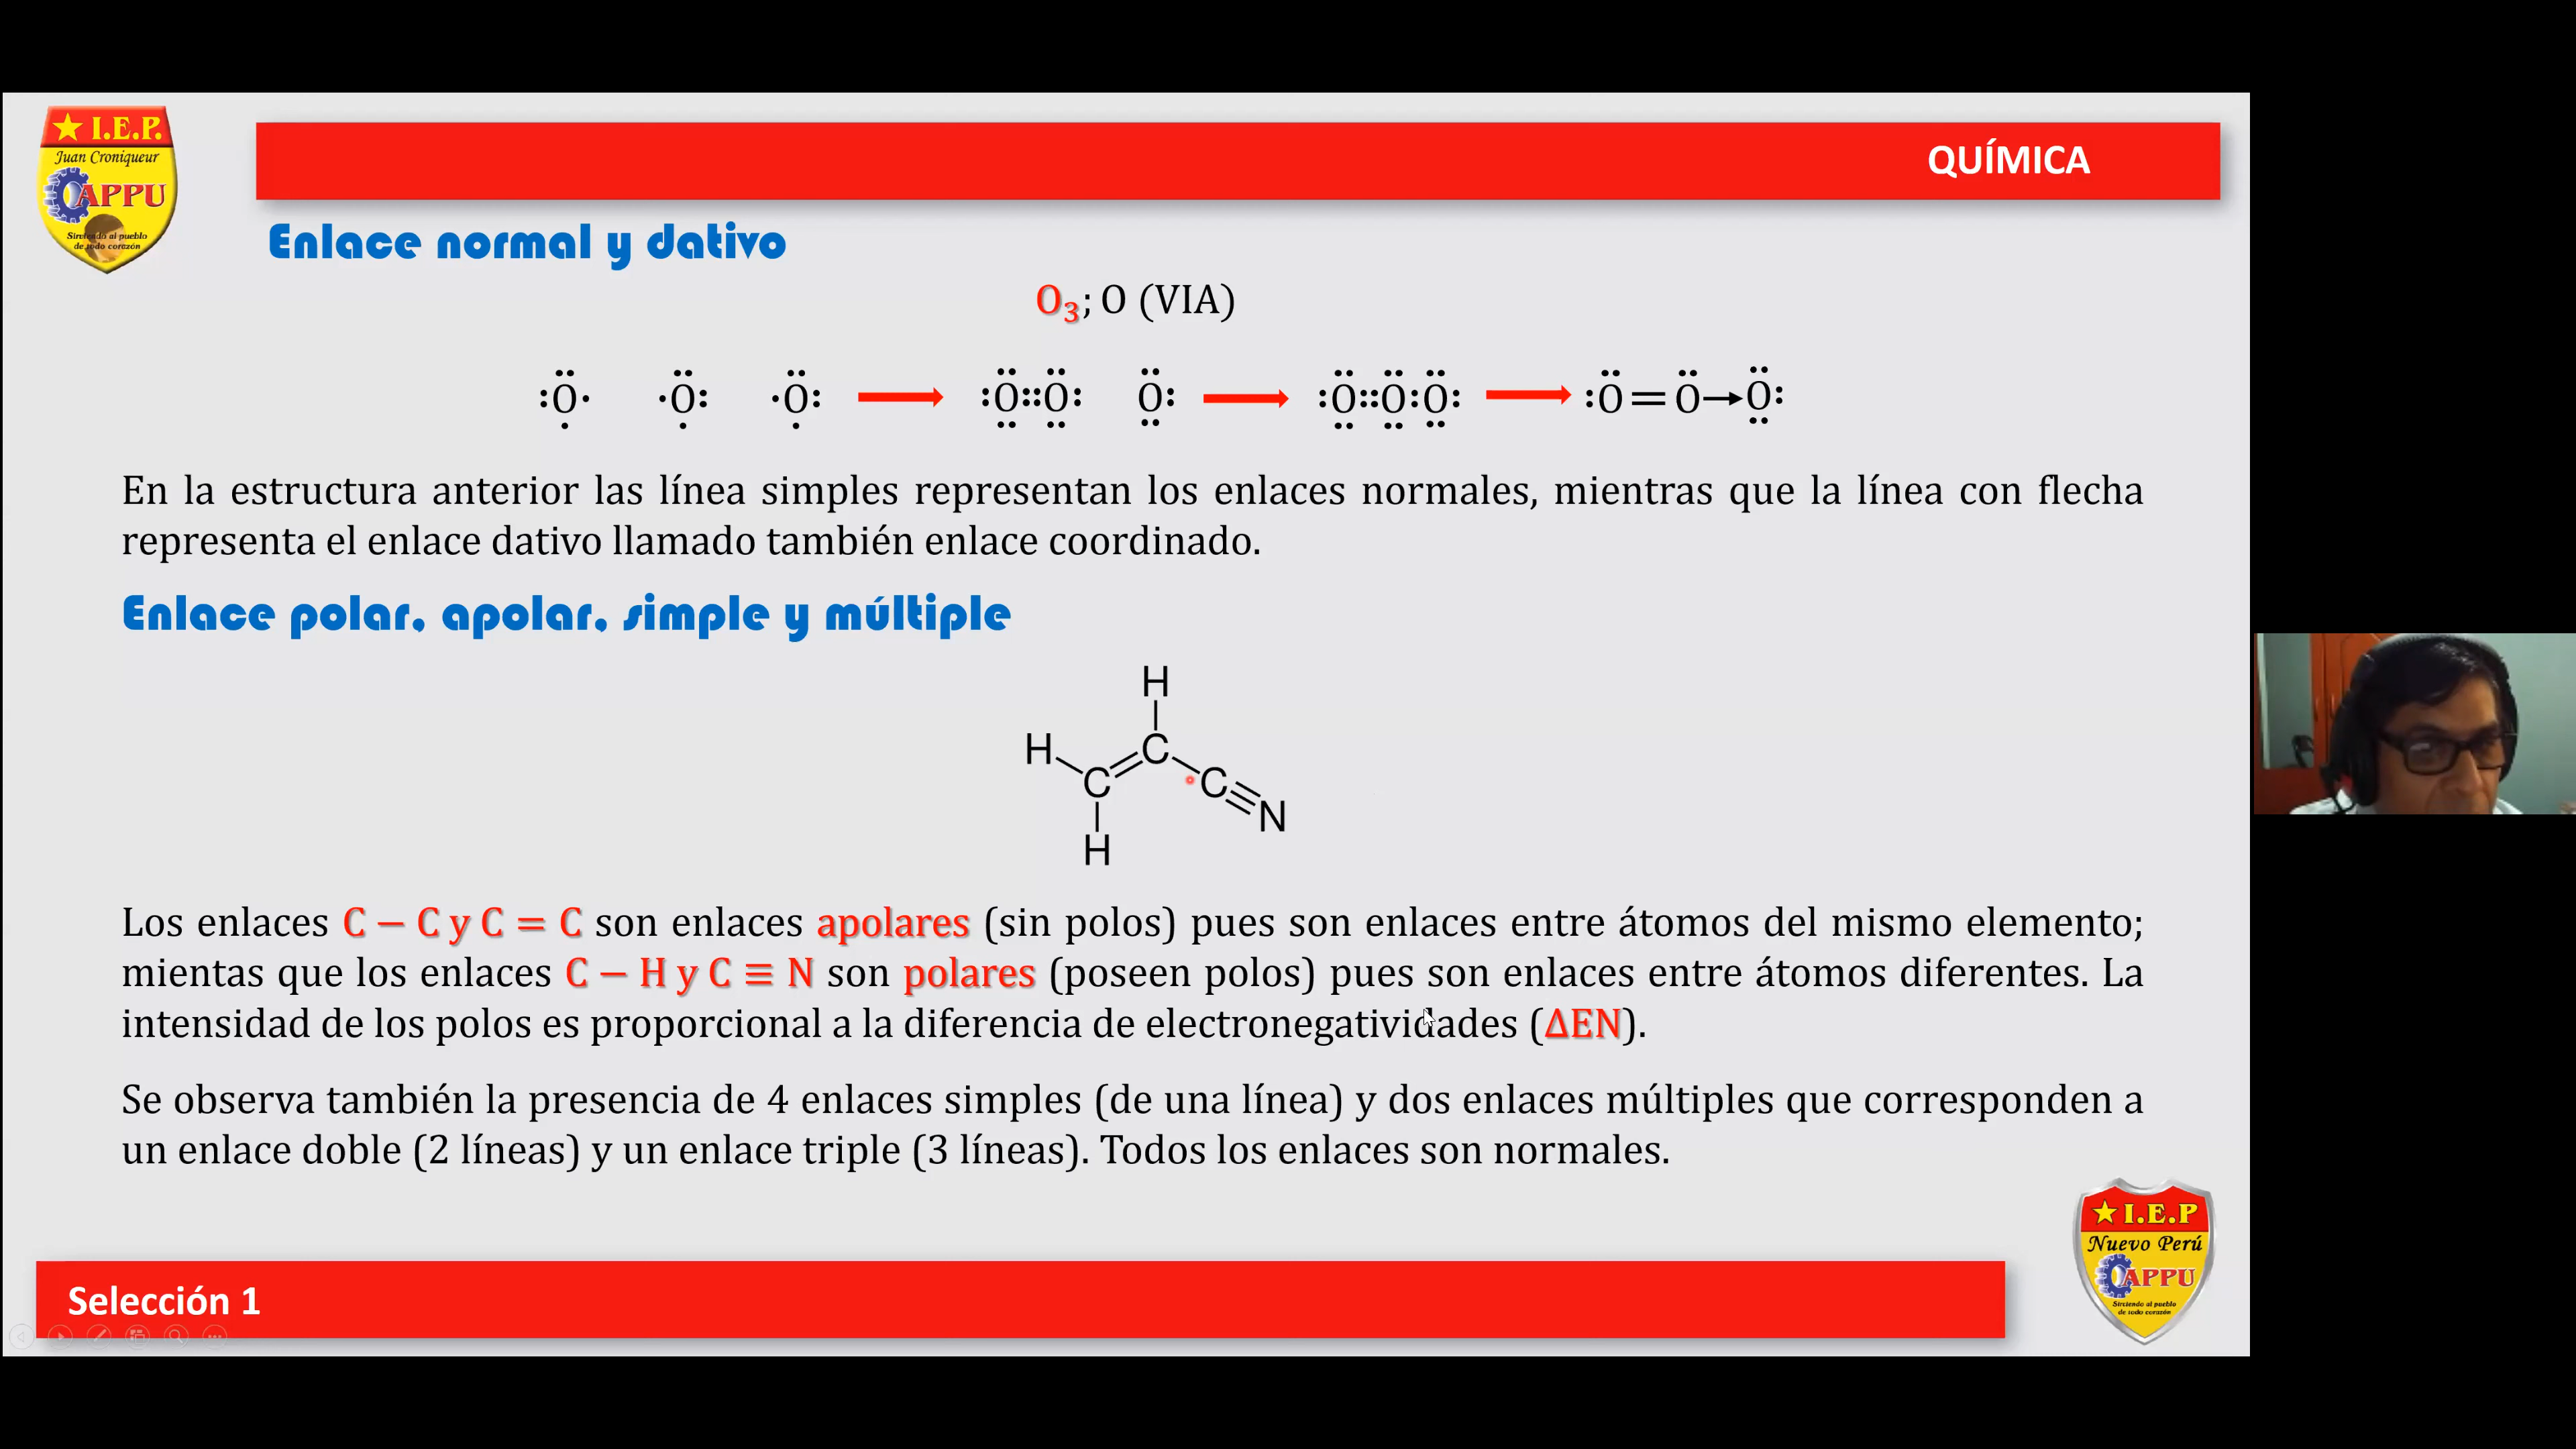 ★ I.E.P.
Juan Croniqueur
CAPPU
Sirviendo al pueblo
de todo corazón
QUÍMICA
Enlace normal y dativo
O₃; O (VIA)
:Ö· ·Ö: ·Ö: → :Ö::Ö: Ö: → :Ö::Ö:Ö: → :Ö=Ö→Ö:
En la estructura anterior las línea simples representan los enlaces normales, mientras que la línea con flecha
representa el enlace dativo llamado también enlace coordinado.
Enlace polar, apolar, simple y múltiple
H
H C
C C
N
H
Los enlaces C − C y C = C son enlaces apolares (sin polos) pues son enlaces entre átomos del mismo elemento;
mientas que los enlaces C − H y C ≡ N son polares (poseen polos) pues son enlaces entre átomos diferentes. La
intensidad de los polos es proporcional a la diferencia de electronegatividades (ΔEN).
Se observa también la presencia de 4 enlaces simples (de una línea) y dos enlaces múltiples que corresponden a
un enlace doble (2 líneas) y un enlace triple (3 líneas). Todos los enlaces son normales.
★ I.E.P
Nuevo Perú
CAPPU
Sirviendo al pueblo
de todo corazón
Selección 1